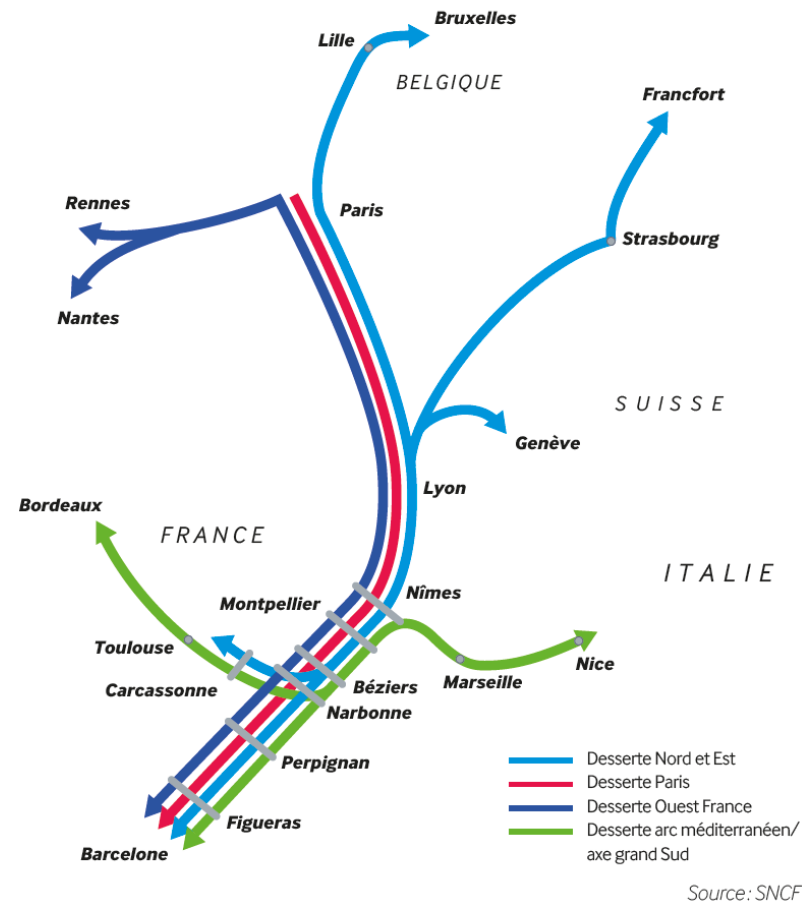 Bruxelles
Lille
BELGIQUE
Francfort
Rennes
Paris
Strasbourg
Nantes
SUISSE
Genève
Lyon
Bordeaux
FRANCE
ITALIE
Nîmes
Montpellier
Toulouse
Nice
Marseille
Carcassonne
Béziers
Narbonne
Perpignan
Figueras
Barcelone
Desserte Nord et Est
Desserte Paris
Desserte Ouest France
Desserte arc méditerranéen/
axe grand Sud
Source: SNCF